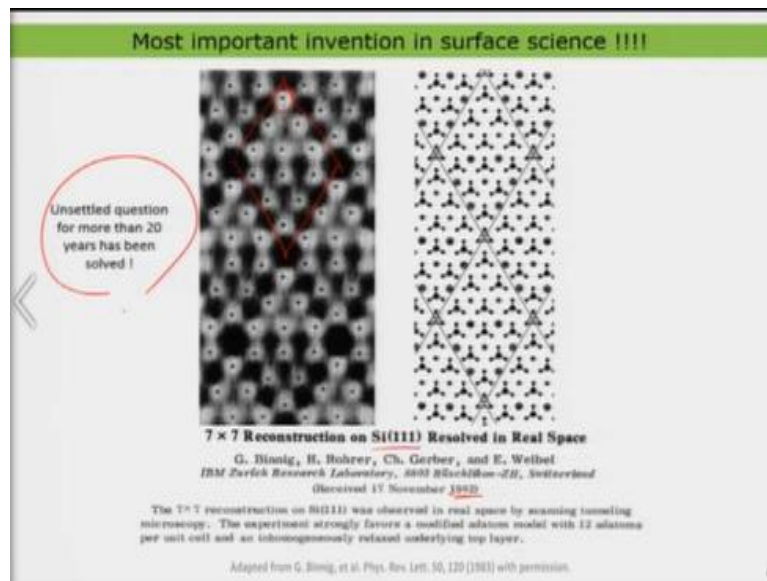 Most important invention in surface science !!!!
Unsettled question
for more than 20
years has been
solved !
7 × 7 Reconstruction on Si(111) Resolved in Real Space
G. Binnig, H. Rohrer, Ch. Gerber, and E. Weibel
IBM Zurich Research Laboratory, 8803 Rüschlikon-ZH, Switzerland
(Received 17 November 1982)
The 7×7 reconstruction on Si(111) was observed in real space by scanning tunneling
microscopy. The experiment strongly favors a modified adatom model with 12 adatoms
per unit cell and an inhomogeneously relaxed underlying top layer.
Adapted from G. Binnig, et al. Phys. Rev. Lett. 50, 120 (1983) with permission.